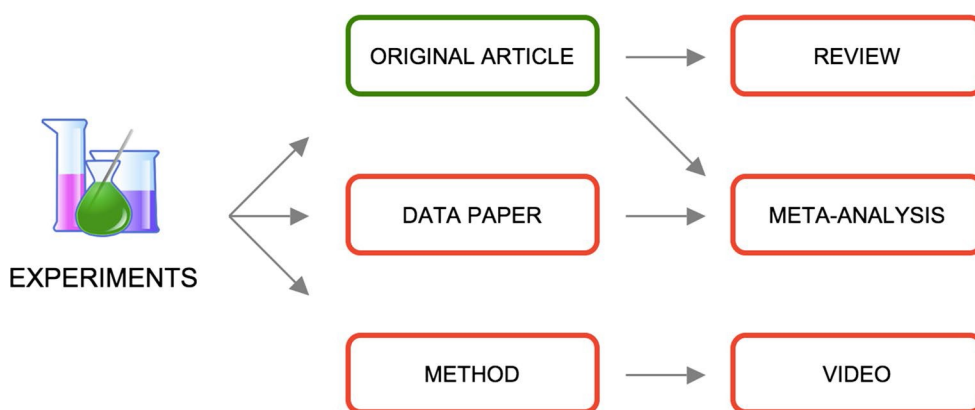 ORIGINAL ARTICLE
REVIEW
EXPERIMENTS
DATA PAPER
META-ANALYSIS
METHOD
VIDEO